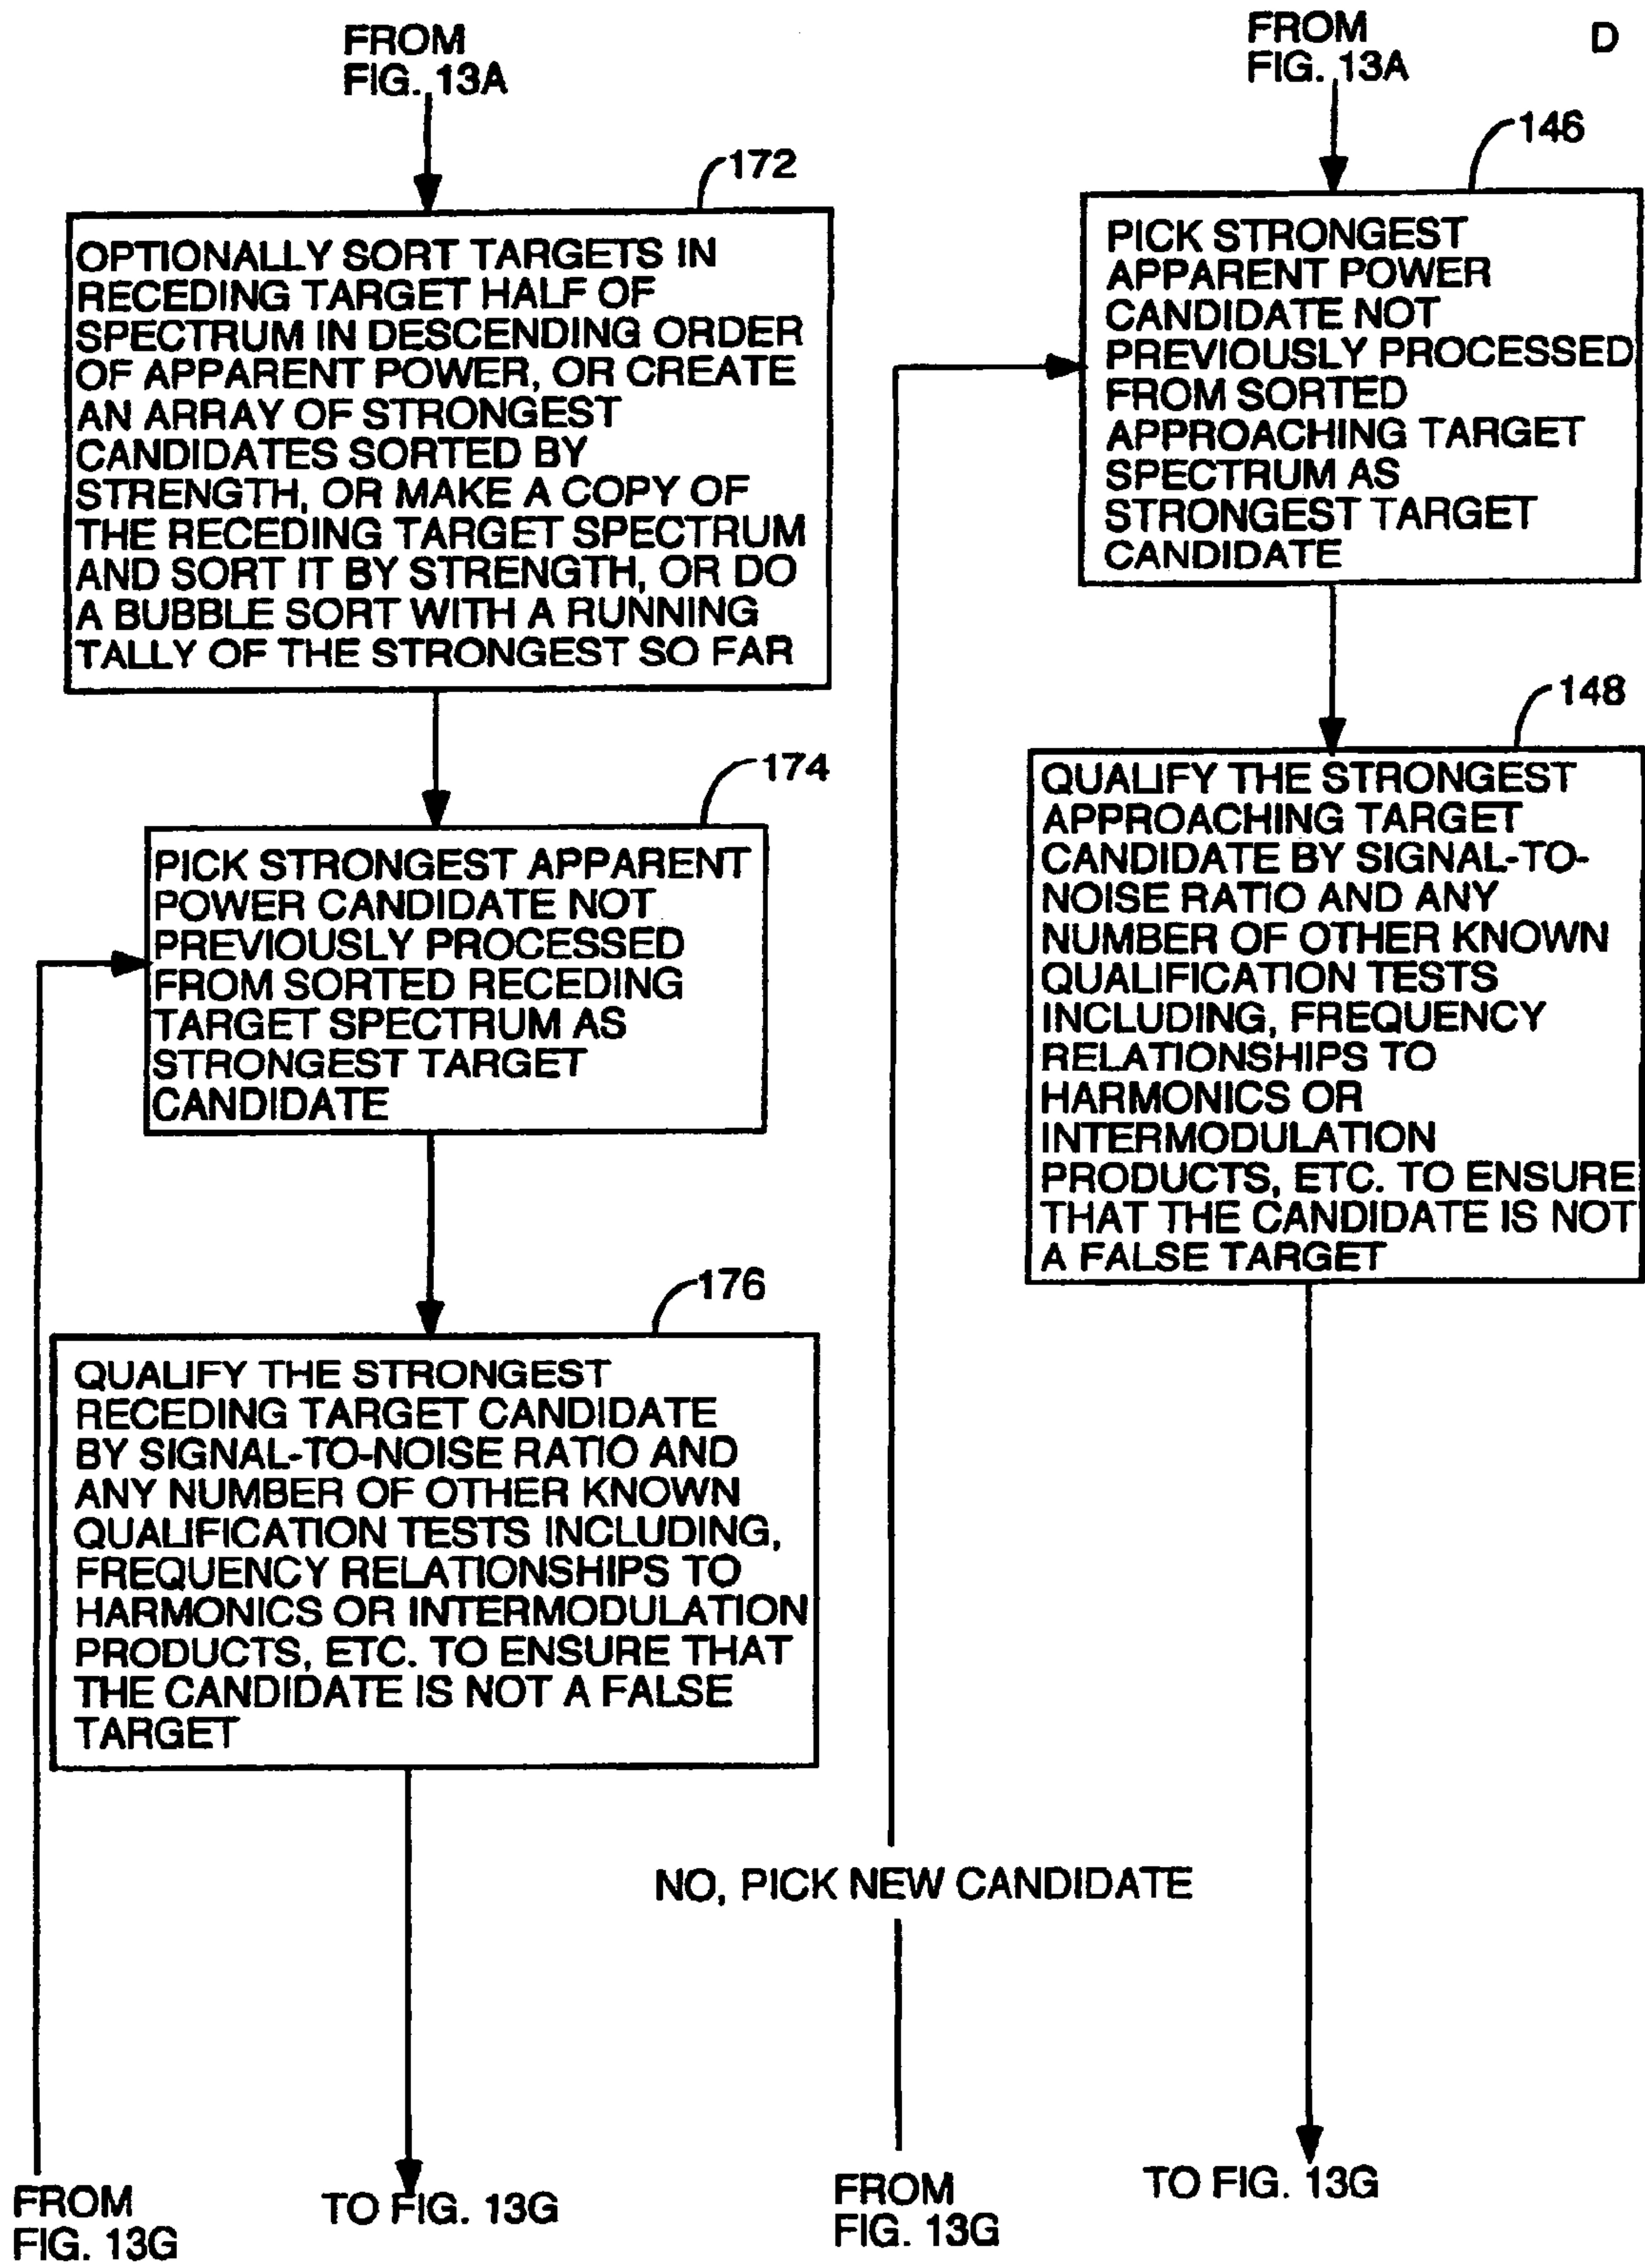 FROM
FIG. 13A
172
OPTIONALLY SORT TARGETS IN
RECEDING TARGET HALF OF
SPECTRUM IN DESCENDING ORDER
OF APPARENT POWER, OR CREATE
AN ARRAY OF STRONGEST
CANDIDATES SORTED BY
STRENGTH, OR MAKE A COPY OF
THE RECEDING TARGET SPECTRUM
AND SORT IT BY STRENGTH, OR DO
A BUBBLE SORT WITH A RUNNING
TALLY OF THE STRONGEST SO FAR
174
PICK STRONGEST APPARENT
POWER CANDIDATE NOT
PREVIOUSLY PROCESSED
FROM SORTED RECEDING
TARGET SPECTRUM AS
STRONGEST TARGET
CANDIDATE
176
QUALIFY THE STRONGEST
RECEDING TARGET CANDIDATE
BY SIGNAL-TO-NOISE RATIO AND
ANY NUMBER OF OTHER KNOWN
QUALIFICATION TESTS INCLUDING,
FREQUENCY RELATIONSHIPS TO
HARMONICS OR INTERMODULATION
PRODUCTS, ETC. TO ENSURE THAT
THE CANDIDATE IS NOT A FALSE
TARGET
FROM
FIG. 13G
TO FIG. 13G
FROM
FIG. 13A
D
146
PICK STRONGEST
APPARENT POWER
CANDIDATE NOT
PREVIOUSLY PROCESSED
FROM SORTED
APPROACHING TARGET
SPECTRUM AS
STRONGEST TARGET
CANDIDATE
148
QUALIFY THE STRONGEST
APPROACHING TARGET
CANDIDATE BY SIGNAL-TO-
NOISE RATIO AND ANY
NUMBER OF OTHER KNOWN
QUALIFICATION TESTS
INCLUDING, FREQUENCY
RELATIONSHIPS TO
HARMONICS OR
INTERMODULATION
PRODUCTS, ETC. TO ENSURE
THAT THE CANDIDATE IS NOT
A FALSE TARGET
NO, PICK NEW CANDIDATE
FROM
FIG. 13G
TO FIG. 13G